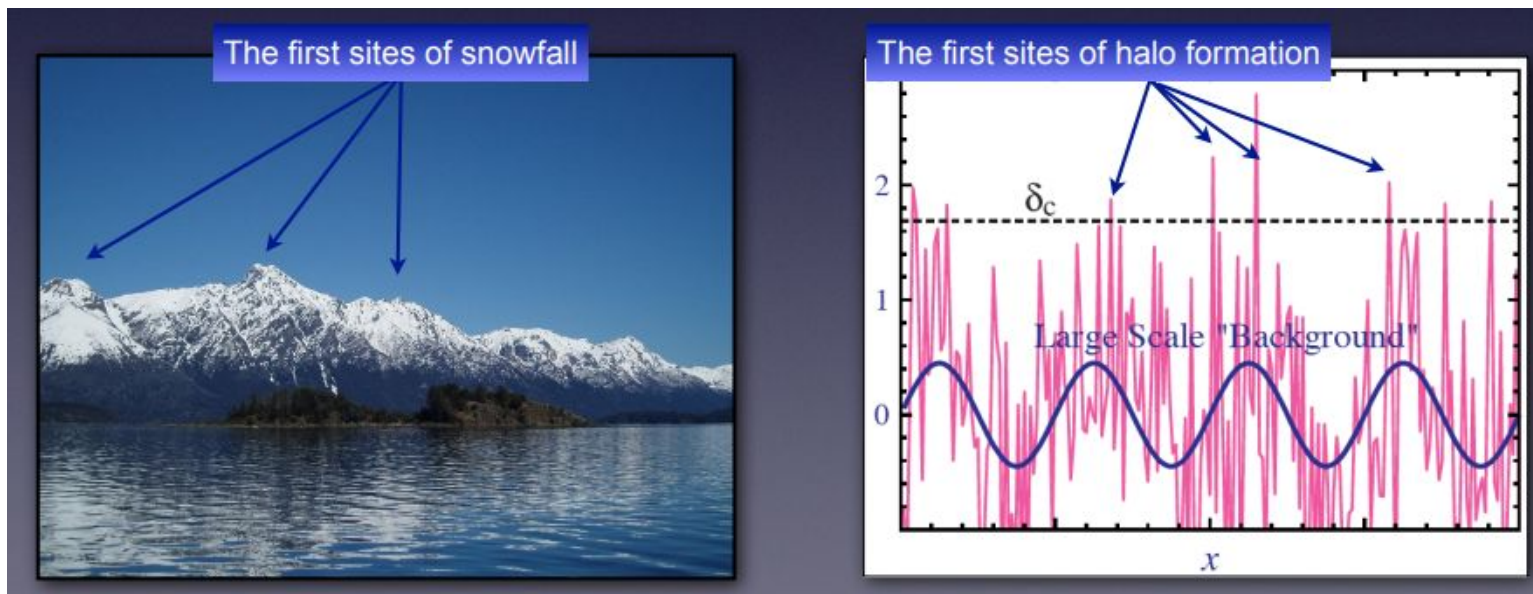 The first sites of snowfall
The first sites of halo formation
2
δc
1
Large Scale "Background"
0
x